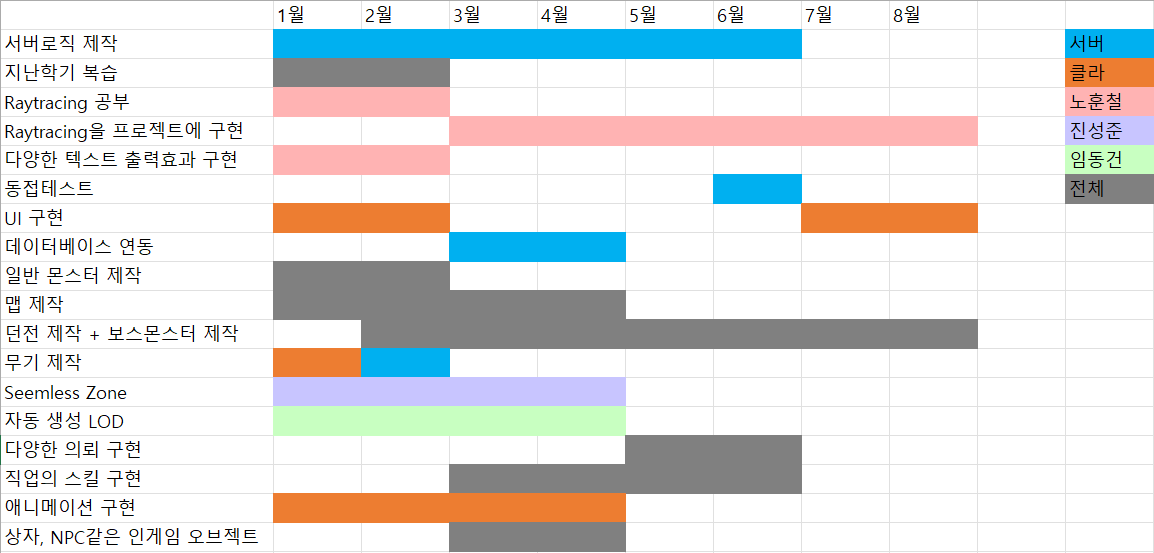 1월 2월 3월 4월 5월 6월 7월 8월
서버로직 제작 서버
지난학기 복습 클라
Raytracing 공부 노훈철
Raytracing을 프로젝트에 구현 진성준
다양한 텍스트 출력효과 구현 임동건
동접테스트 전체
UI 구현
데이터베이스 연동
일반 몬스터 제작
맵 제작
던전 제작 + 보스몬스터 제작
무기 제작
Seemless Zone
자동 생성 LOD
다양한 의뢰 구현
직업의 스킬 구현
애니메이션 구현
상자, NPC같은 인게임 오브젝트